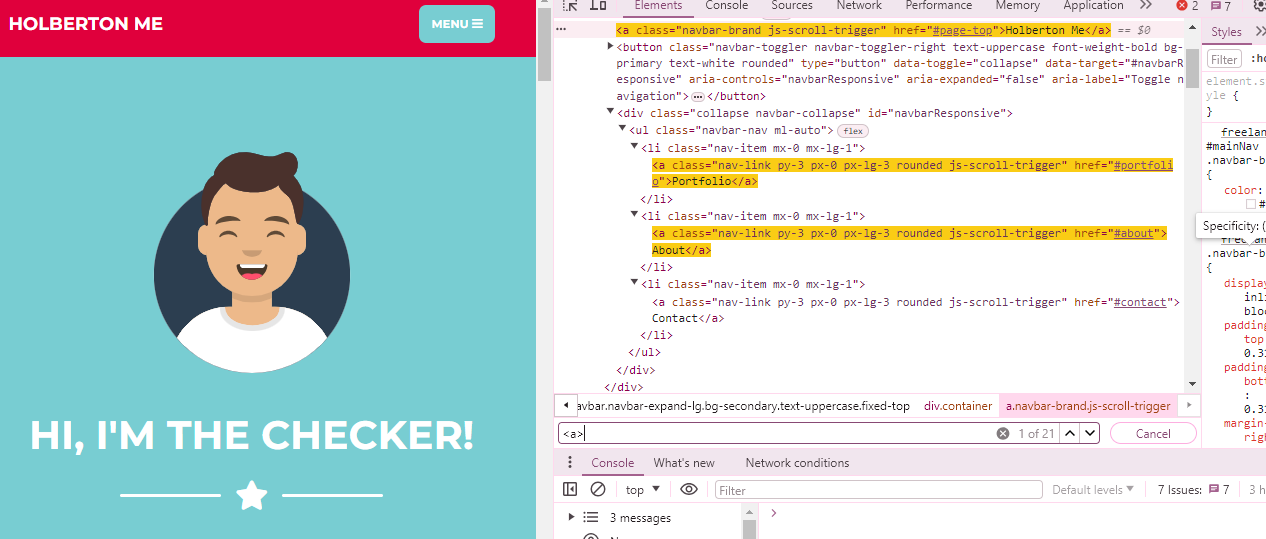 HOLBERTON ME
MENU
HI, I'M THE CHECKER!
Elements Console Sources Network Performance Memory Application 2 7
<a class="navbar-brand js-scroll-trigger" href="#page-top">Holberton Me</a> == $0
<button class="navbar-toggler navbar-toggler-right text-uppercase font-weight-bold bg-
primary text-white rounded" type="button" data-toggle="collapse" data-target="#navbarR
esponsive" aria-controls="navbarResponsive" aria-expanded="false" aria-label="Toggle n
avigation">…</button>
<div class="collapse navbar-collapse" id="navbarResponsive">
<ul class="navbar-nav ml-auto"> flex
<li class="nav-item mx-0 mx-lg-1">
<a class="nav-link py-3 px-0 px-lg-3 rounded js-scroll-trigger" href="#portfoli
o">Portfolio</a>
</li>
<li class="nav-item mx-0 mx-lg-1">
<a class="nav-link py-3 px-0 px-lg-3 rounded js-scroll-trigger" href="#about">
About</a>
</li>
<li class="nav-item mx-0 mx-lg-1">
<a class="nav-link py-3 px-0 px-lg-3 rounded js-scroll-trigger" href="#contact">
Contact</a>
</li>
</ul>
</div>
</div>
avbar.navbar-expand-lg.bg-secondary.text-uppercase.fixed-top div.container a.navbar-brand.js-scroll-trigger
<a> 1 of 21 Cancel
Console What's new Network conditions
top Filter Default levels 7 Issues: 7 3 h
3 messages
Styles
Filter :ho
element.s
yle {
}
freelan
#mainNav
.navbar-b
{
color:
#
Specificity: (
.navbar-b
{
display
inli
bloc
padding
top
0.31
padding
bott
:
0.31
margin-
righ